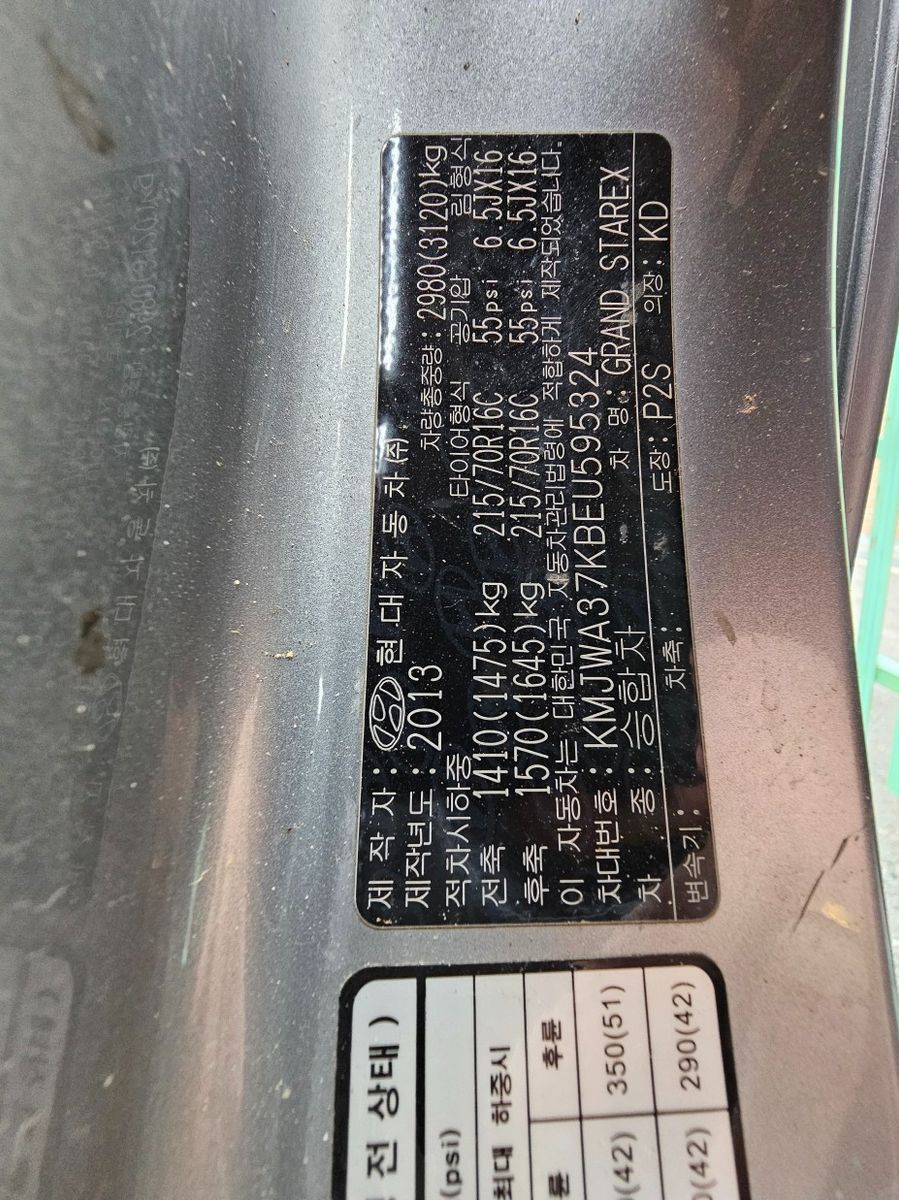 제 작 자 : 현 대 자 동 차 (주)
제작년도 : 2013 차량총중량 : 2980(3120)kg
적차시하중 타이어형식 공기압 림형식
전축 1410(1475)kg 215/70R16C 55psi 6.5JX16
후축 1570(1645)kg 215/70R16C 55psi 6.5JX16
이 자동차는 대한민국 자동차관리법령에 적합하게 제작되었습니다.
차대번호 : KMJWA37KBEU595324
차 종 : 승합차 차 명 : GRAND STAREX
변속기 : 차축 : 도장 : P2S 의장 : KD
전 상태 )
(psi)
최대 하중시
륜 후륜
(42) 350(51)
(42) 290(42)